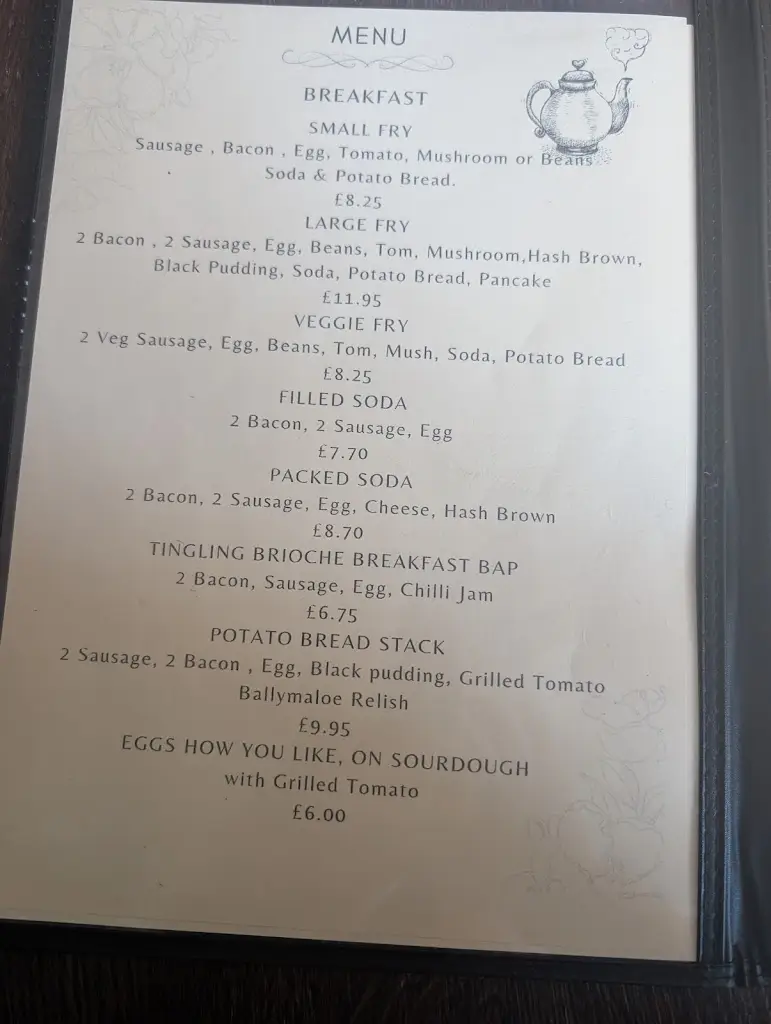 MENU
BREAKFAST
SMALL FRY
Sausage , Bacon , Egg, Tomato, Mushroom or Beans
Soda & Potato Bread.
£8.25
LARGE FRY
2 Bacon , 2 Sausage, Egg, Beans, Tom, Mushroom,Hash Brown,
Black Pudding, Soda, Potato Bread, Pancake
£11.95
VEGGIE FRY
2 Veg Sausage, Egg, Beans, Tom, Mush, Soda, Potato Bread
£8.25
FILLED SODA
2 Bacon, 2 Sausage, Egg
£7.70
PACKED SODA
2 Bacon, 2 Sausage, Egg, Cheese, Hash Brown
£8.70
TINGLING BRIOCHE BREAKFAST BAP
2 Bacon, Sausage, Egg, Chilli Jam
£6.75
POTATO BREAD STACK
2 Sausage, 2 Bacon , Egg, Black pudding, Grilled Tomato
Ballymaloe Relish
£9.95
EGGS HOW YOU LIKE, ON SOURDOUGH
with Grilled Tomato
£6.00